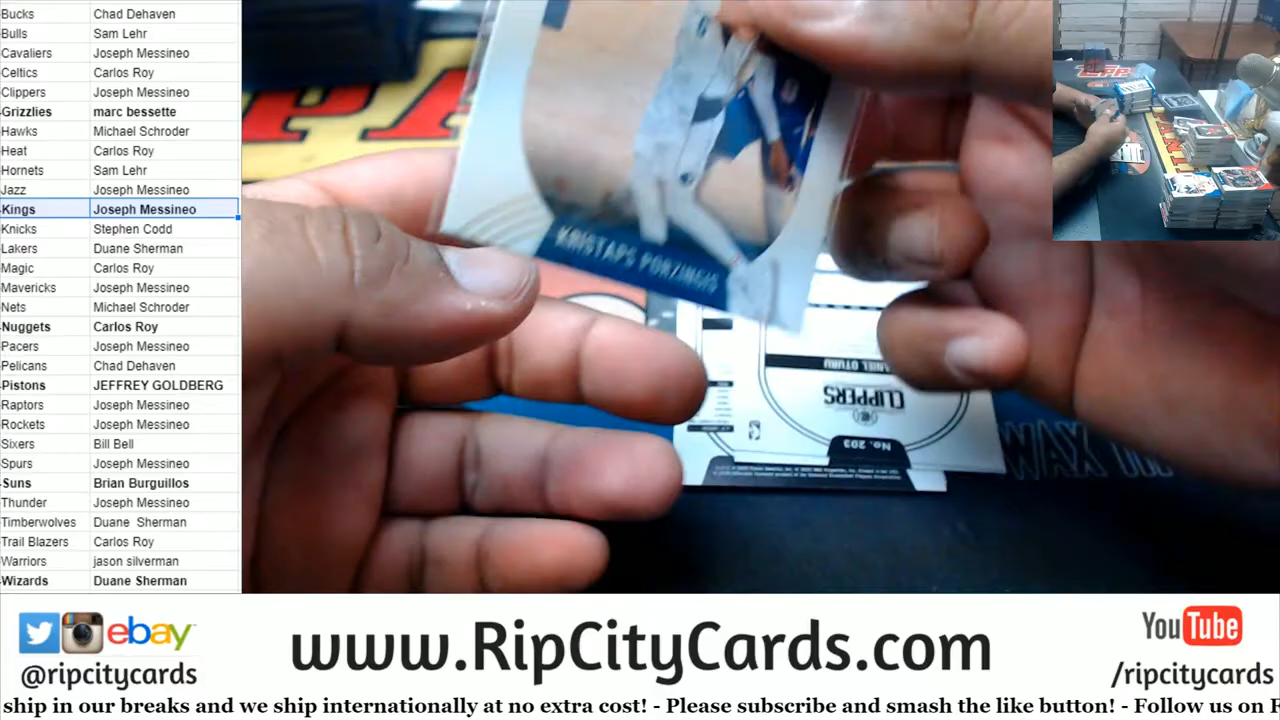 Bucks Chad Dehaven
Bulls Sam Lehr
Cavaliers Joseph Messineo
Celtics Carlos Roy
Clippers Joseph Messineo
Grizzlies marc bessette
Hawks Michael Schroder
Heat Carlos Roy
Hornets Sam Lehr
Jazz Joseph Messineo
Kings Joseph Messineo
Knicks Stephen Codd
Lakers Duane Sherman
Magic Carlos Roy
Mavericks Joseph Messineo
Nets Michael Schroder
Nuggets Carlos Roy
Pacers Joseph Messineo
Pelicans Chad Dehaven
Pistons JEFFREY GOLDBERG
Raptors Joseph Messineo
Rockets Joseph Messineo
Sixers Bill Bell
Spurs Joseph Messineo
Suns Brian Burguillos
Thunder Joseph Messineo
Timberwolves Duane Sherman
Trail Blazers Carlos Roy
Warriors jason silverman
Wizards Duane Sherman
KRISTAPS PORZINGIS
OTURU
CLIPPERS
No. 203
WAX
ebay
@ripcitycards
www.RipCityCards.com
YouTube
/ripcitycards
ship in our breaks and we ship internationally at no extra cost! - Please subscribe and smash the like button! - Follow us on